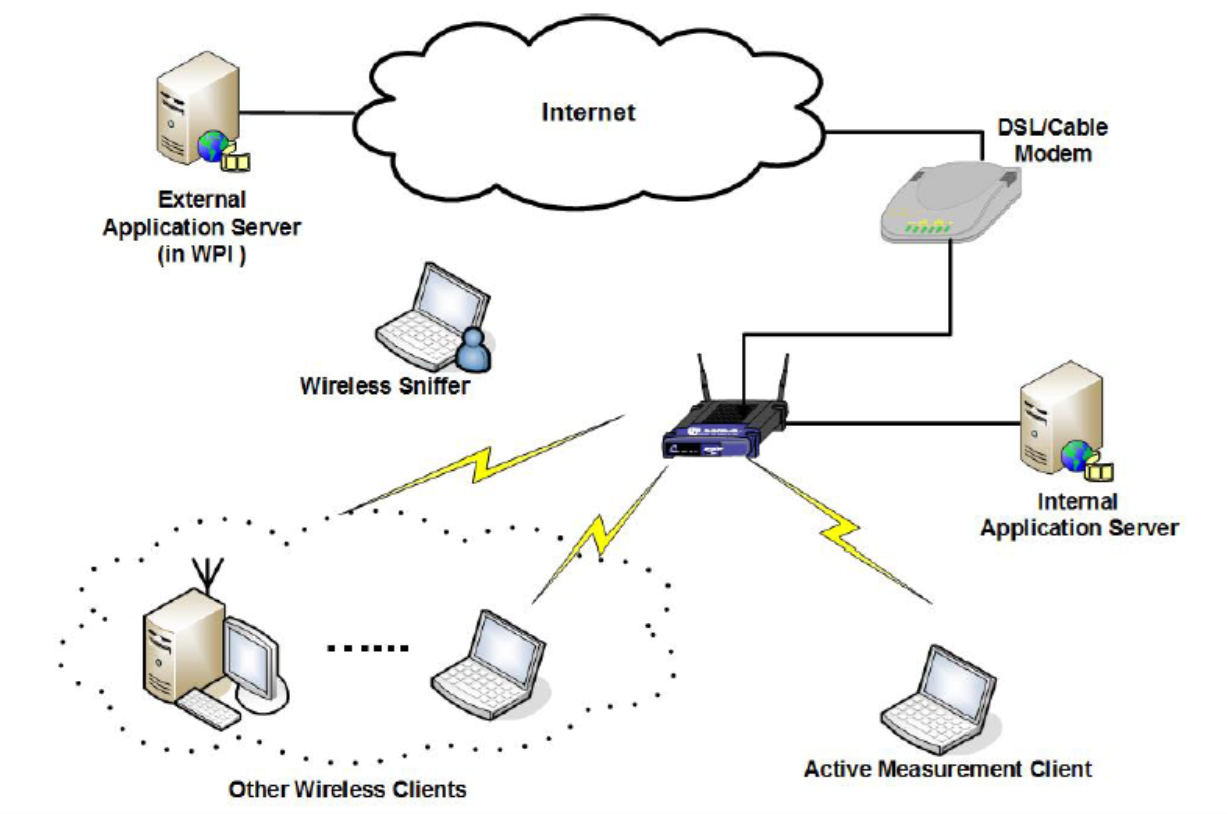 Internet
DSL/Cable
Modem
External
Application Server
(in WPI )
Wireless Sniffer
Internal
Application Server
Other Wireless Clients
Active Measurement Client